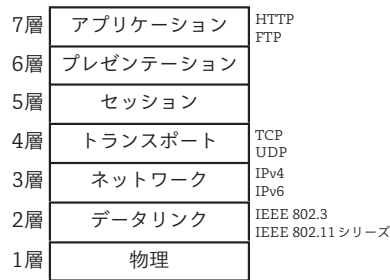 7層 アプリケーション HTTP
FTP
6層 プレゼンテーション
5層 セッション
4層 トランスポート TCP
UDP
3層 ネットワーク IPv4
IPv6
2層 データリンク IEEE 802.3
IEEE 802.11シリーズ
1層 物理